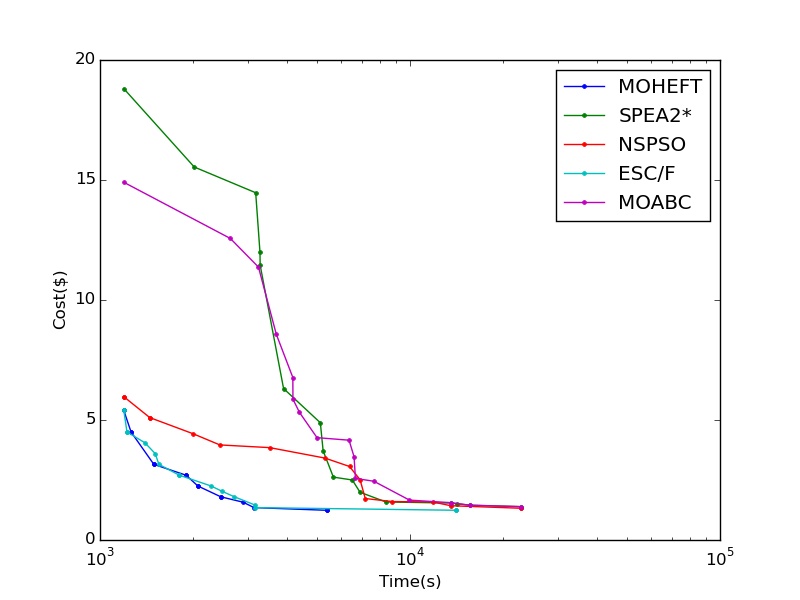 20
15
10
5
0
Cost($)
10^3
10^4
10^5
Time(s)
MOHEFT
SPEA2*
NSPSO
ESC/F
MOABC